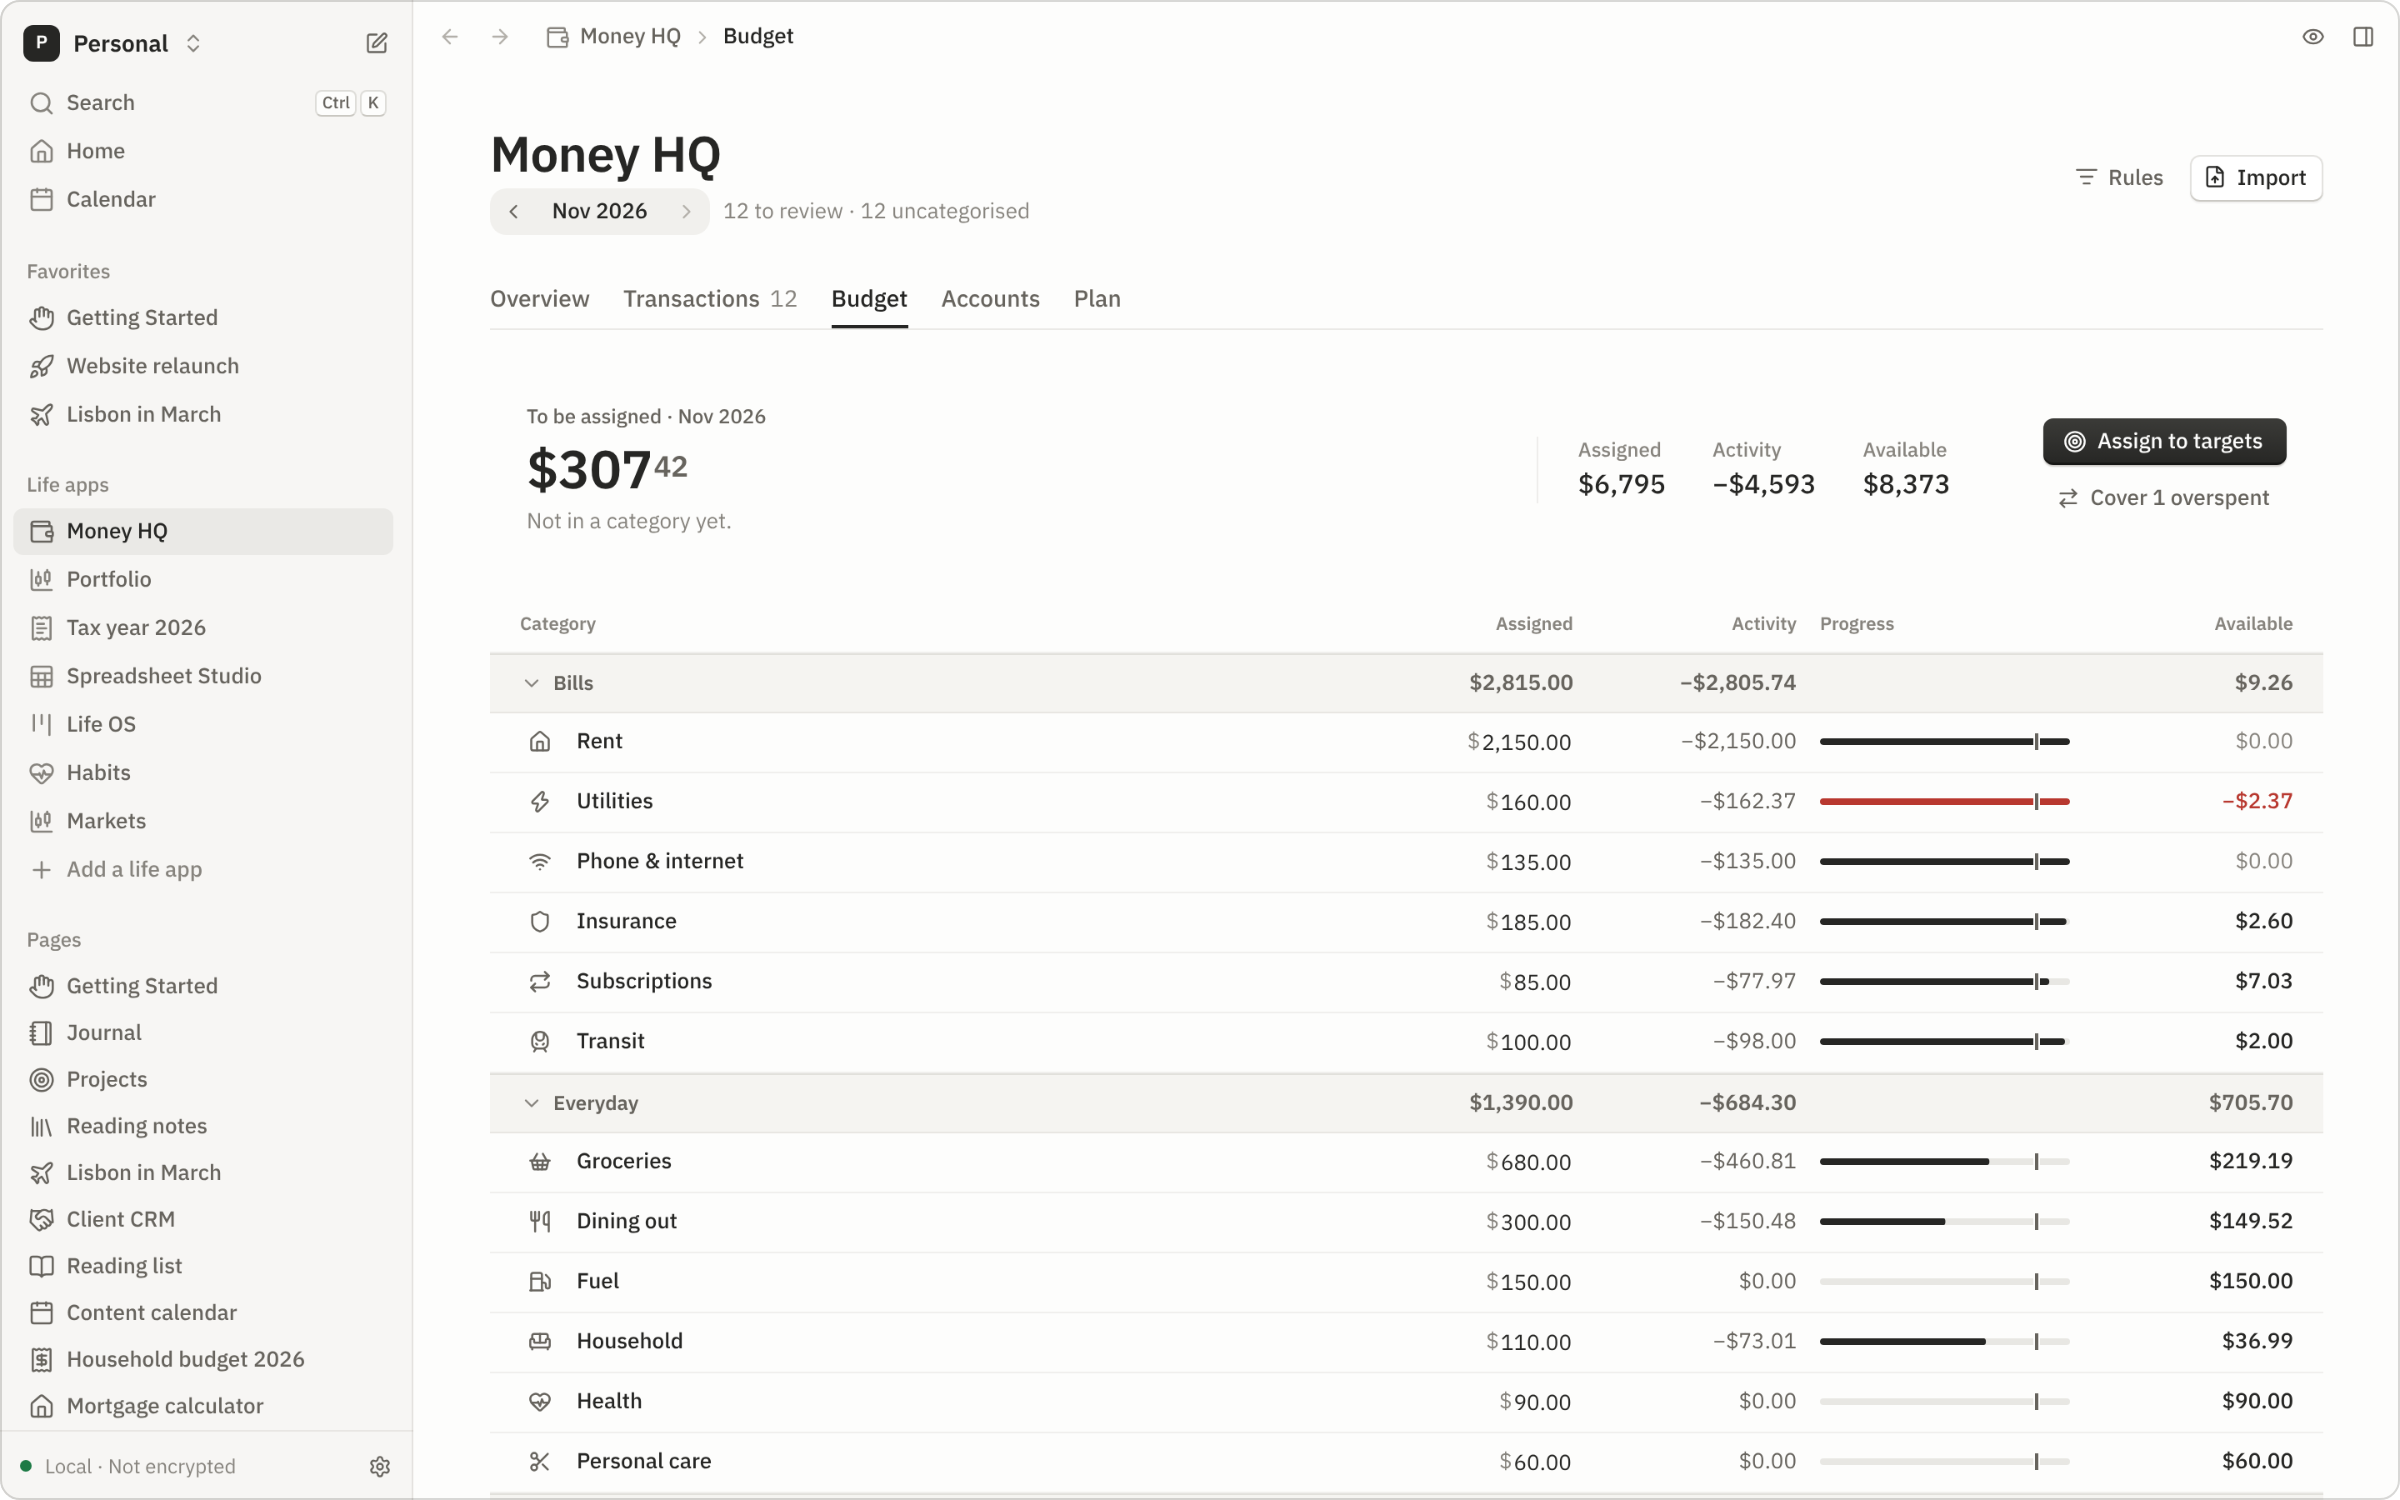 P Personal
Search Ctrl K
Home
Calendar
Favorites
Getting Started
Website relaunch
Lisbon in March
Life apps
Money HQ
Portfolio
Tax year 2026
Spreadsheet Studio
Life OS
Habits
Markets
Add a life app
Pages
Getting Started
Journal
Projects
Reading notes
Lisbon in March
Client CRM
Reading list
Content calendar
Household budget 2026
Mortgage calculator
Local · Not encrypted
Money HQ > Budget
Money HQ
Nov 2026 12 to review · 12 uncategorised
Rules Import
Overview Transactions 12 Budget Accounts Plan
To be assigned · Nov 2026
$307 42
Not in a category yet.
Assigned Activity Available
$6,795 −$4,593 $8,373
Assign to targets
Cover 1 overspent
Category Assigned Activity Progress Available
Bills $2,815.00 −$2,805.74 $9.26
Rent $2,150.00 −$2,150.00 $0.00
Utilities $160.00 −$162.37 −$2.37
Phone & internet $135.00 −$135.00 $0.00
Insurance $185.00 −$182.40 $2.60
Subscriptions $85.00 −$77.97 $7.03
Transit $100.00 −$98.00 $2.00
Everyday $1,390.00 −$684.30 $705.70
Groceries $680.00 −$460.81 $219.19
Dining out $300.00 −$150.48 $149.52
Fuel $150.00 $0.00 $150.00
Household $110.00 −$73.01 $36.99
Health $90.00 $0.00 $90.00
Personal care $60.00 $0.00 $60.00